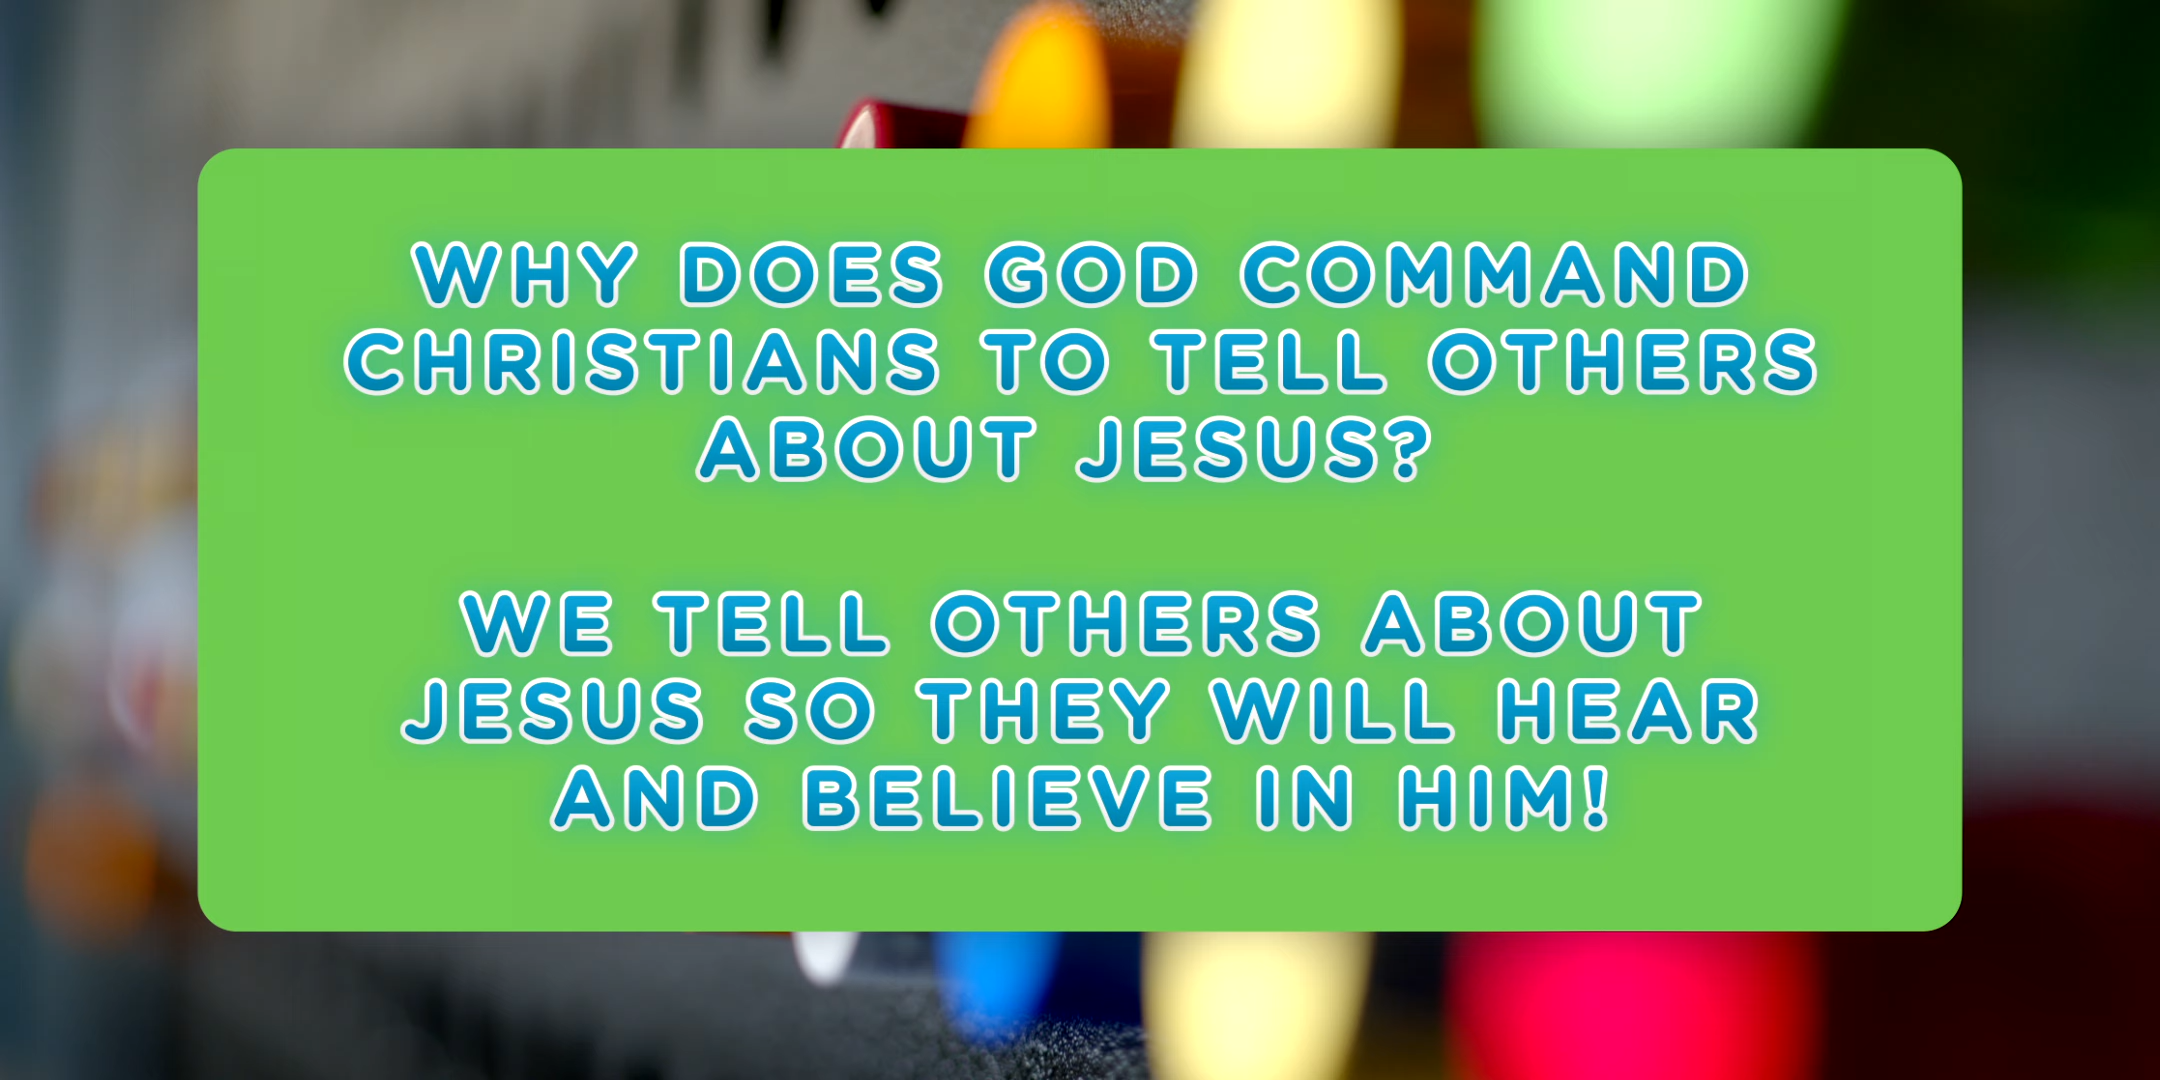 WHY DOES GOD COMMAND
CHRISTIANS TO TELL OTHERS
ABOUT JESUS?
WE TELL OTHERS ABOUT
JESUS SO THEY WILL HEAR
AND BELIEVE IN HIM!